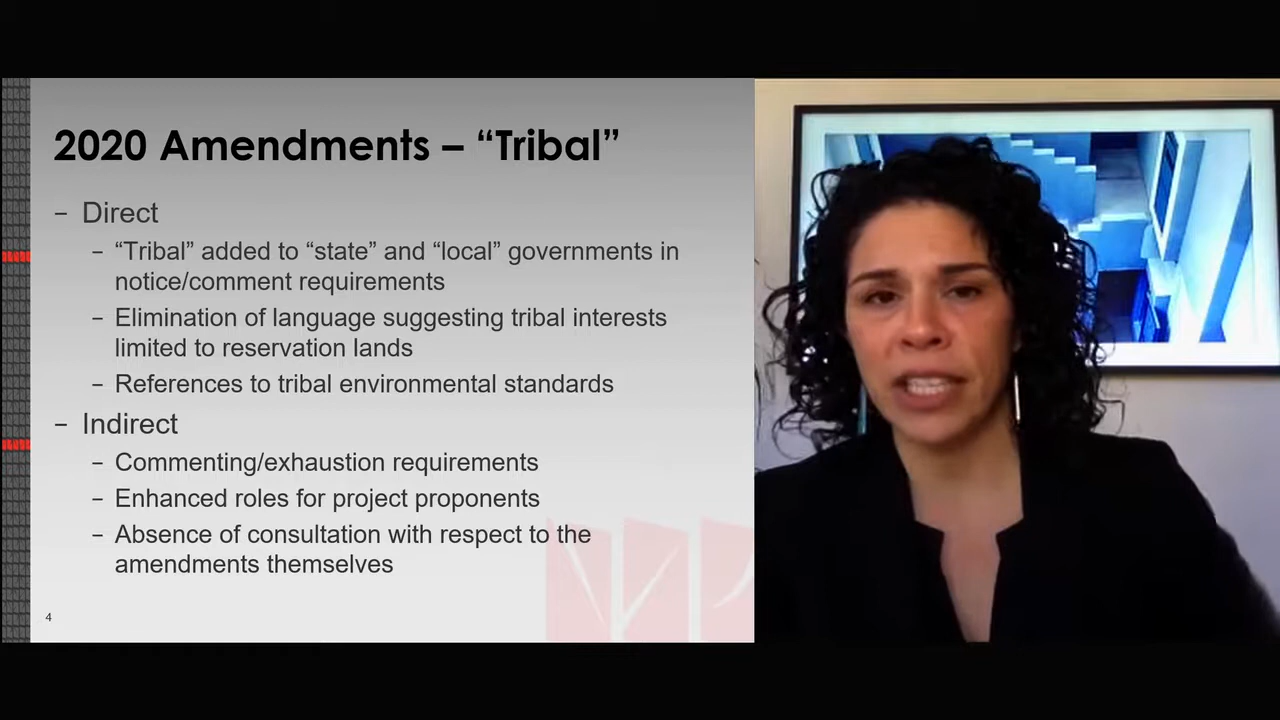 2020 Amendments – “Tribal”
– Direct
– “Tribal” added to “state” and “local” governments in
notice/comment requirements
– Elimination of language suggesting tribal interests
limited to reservation lands
– References to tribal environmental standards
– Indirect
– Commenting/exhaustion requirements
– Enhanced roles for project proponents
– Absence of consultation with respect to the
amendments themselves
4